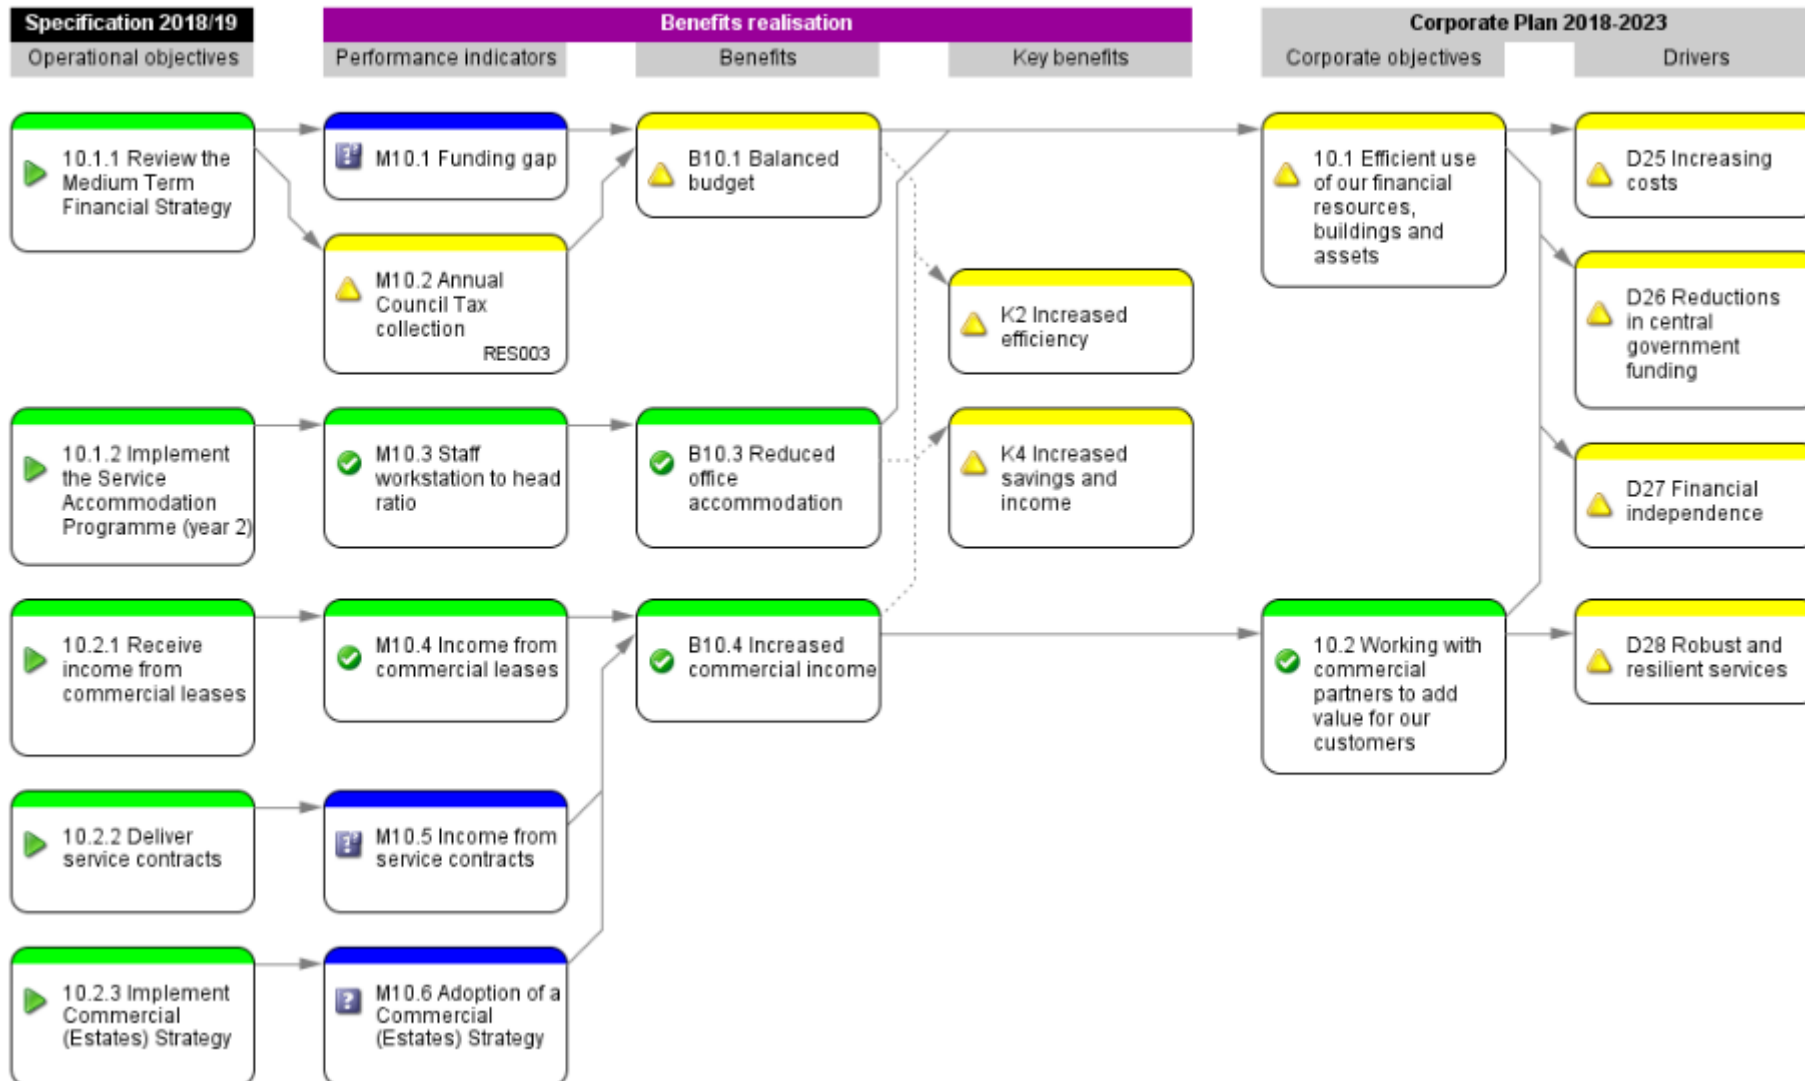 Specification 2018/19
Benefits realisation
Corporate Plan 2018-2023
Operational objectives
Performance indicators
Benefits
Key benefits
Corporate objectives
Drivers
10.1.1 Review the
Medium Term
Financial Strategy
M10.1 Funding gap
B10.1 Balanced
budget
10.1 Efficient use
of our financial
resources,
buildings and
assets
D25 Increasing
costs
M10.2 Annual
Council Tax
collection
RES003
K2 Increased
efficiency
D26 Reductions
in central
government
funding
10.1.2 Implement
the Service
Accommodation
Programme (year 2)
M10.3 Staff
workstation to head
ratio
B10.3 Reduced
office
accommodation
K4 Increased
savings and
income
D27 Financial
independence
10.2.1 Receive
income from
commercial leases
M10.4 Income from
commercial leases
B10.4 Increased
commercial income
10.2 Working with
commercial
partners to add
value for our
customers
D28 Robust and
resilient services
10.2.2 Deliver
service contracts
M10.5 Income from
service contracts
10.2.3 Implement
Commercial
(Estates) Strategy
M10.6 Adoption of a
Commercial
(Estates) Strategy